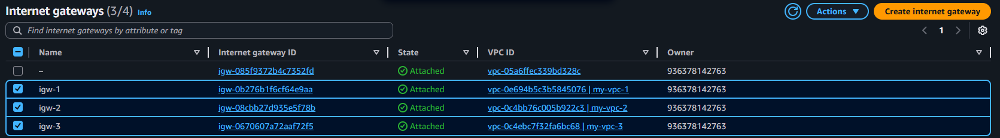 Internet gateways (3/4) Info Actions Create internet gateway
Find internet gateways by attribute or tag 1
Name Internet gateway ID State VPC ID Owner
– igw-085f9372b4c7352fd Attached vpc-05a6ffec339bd328c 936378142763
igw-1 igw-0b276b1f6cf64e9aa Attached vpc-0e694b5c3b5845076 | my-vpc-1 936378142763
igw-2 igw-08cbb27d935e5f78b Attached vpc-0c4bb76c005b922c3 | my-vpc-2 936378142763
igw-3 igw-0670607a72aaf72f5 Attached vpc-0c4ebc7f32fa6bc68 | my-vpc-3 936378142763